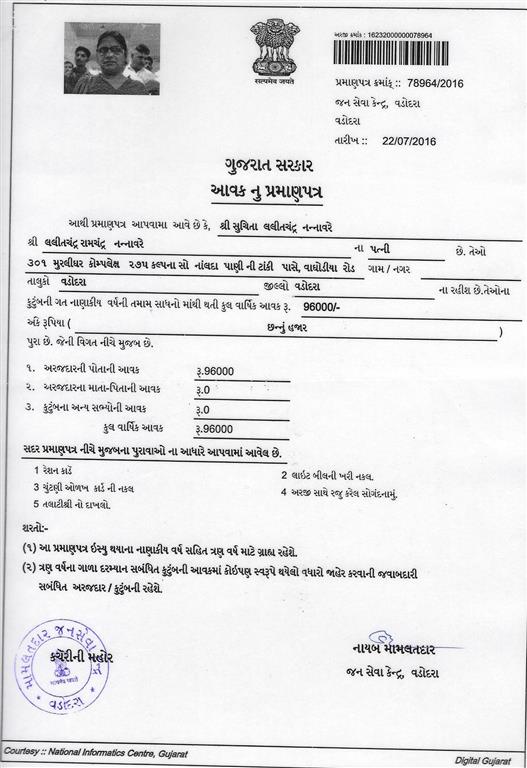 અરજી ક્રમાંક : 16232000000078964
સત્યમેવ જયતે
પ્રમાણપત્ર ક્રમાંક :: 78964/2016
જન સેવા કેન્દ્ર, વડોદરા
વડોદરા
તારીખ :: 22/07/2016
ગુજરાત સરકાર
આવક નુ પ્રમાણપત્ર
આથી પ્રમાણપત્ર આપવામા આવે છે કે, શ્રી સુચિતા લલીતચંદ્ર નન્નાવરે
શ્રી લલીતચંદ્ર રામચંદ્ર નન્નાવરે ના પત્ની છે. તેઓ
૩૦૧ મુરલીધર કોમ્પલેક્ષ ૨૭૫ કલ્પના સો નાંલદા પાણી ની ટાંકી પાસે, વાઘોડીયા રોડ ગામ / નગર
તાલુકો વડોદરા જીલ્લો વડોદરા ના રહીશ છે.તેઓના
કુટુંબની ગત નાણાકીય વર્ષની તમામ સાધનો માંથી થતી કુલ વાર્ષિક આવક રૂ. 96000/-
અંકે રૂપિયા ( છન્નું હજાર )
પુરા છે. જેની વિગત નીચે મુજબ છે.
૧. અરજદારની પોતાની આવક રૂ.96000
૨. અરજદારના માતા-પિતાની આવક રૂ.0
૩. કુટુંબના અન્ય સભ્યોની આવક રૂ.0
કુલ વાર્ષિક આવક રૂ.96000
સદર પ્રમાણપત્ર નીચે મુજબના પુરાવાઓ ના આધારે આપવામાં આવેલ છે.
1 રેશન કાર્ડ 2 લાઇટ બીલની ખરી નકલ.
3 ચુંટણી ઓળખ કાર્ડ ની નકલ 4 અરજી સાથે રજુ કરેલ સોગંદનામું.
5 તલાટીશ્રી નો દાખલો.
શરતો:-
(૧) આ પ્રમાણપત્ર ઇસ્યુ થયાના નાણાકીય વર્ષ સહિત ત્રણ વર્ષ માટે ગ્રાહ્ય રહેશે.
(૨) ત્રણ વર્ષના ગાળા દરમ્યાન સબંધિત કુટુંબની આવકમાં કોઇપણ સ્વરૂપે થયેલો વધારો જાહેર કરવાની જવાબદારી
સબંધિત અરજદાર / કુટુંબની રહેશે.
નાયબ મામલતદાર
જન સેવા કેન્દ્ર, વડોદરા
કચેરીની મહોર
મામલતદાર જનસેવા કેન્દ્ર
વડોદરા
Courtesy :: National Informatics Centre, Gujarat
Digital Gujarat